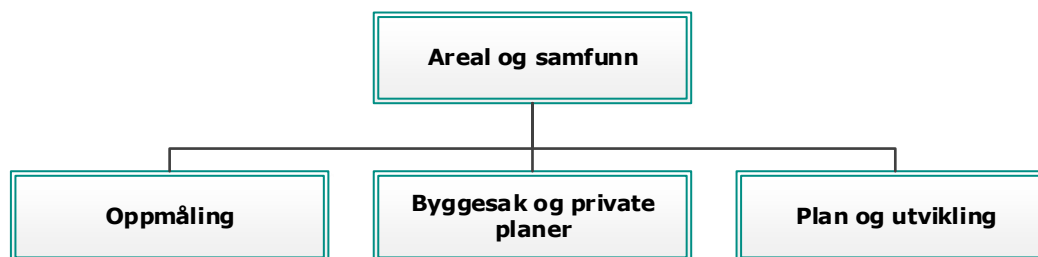 Areal og samfunn
Oppmåling
Byggesak og private
planer
Plan og utvikling